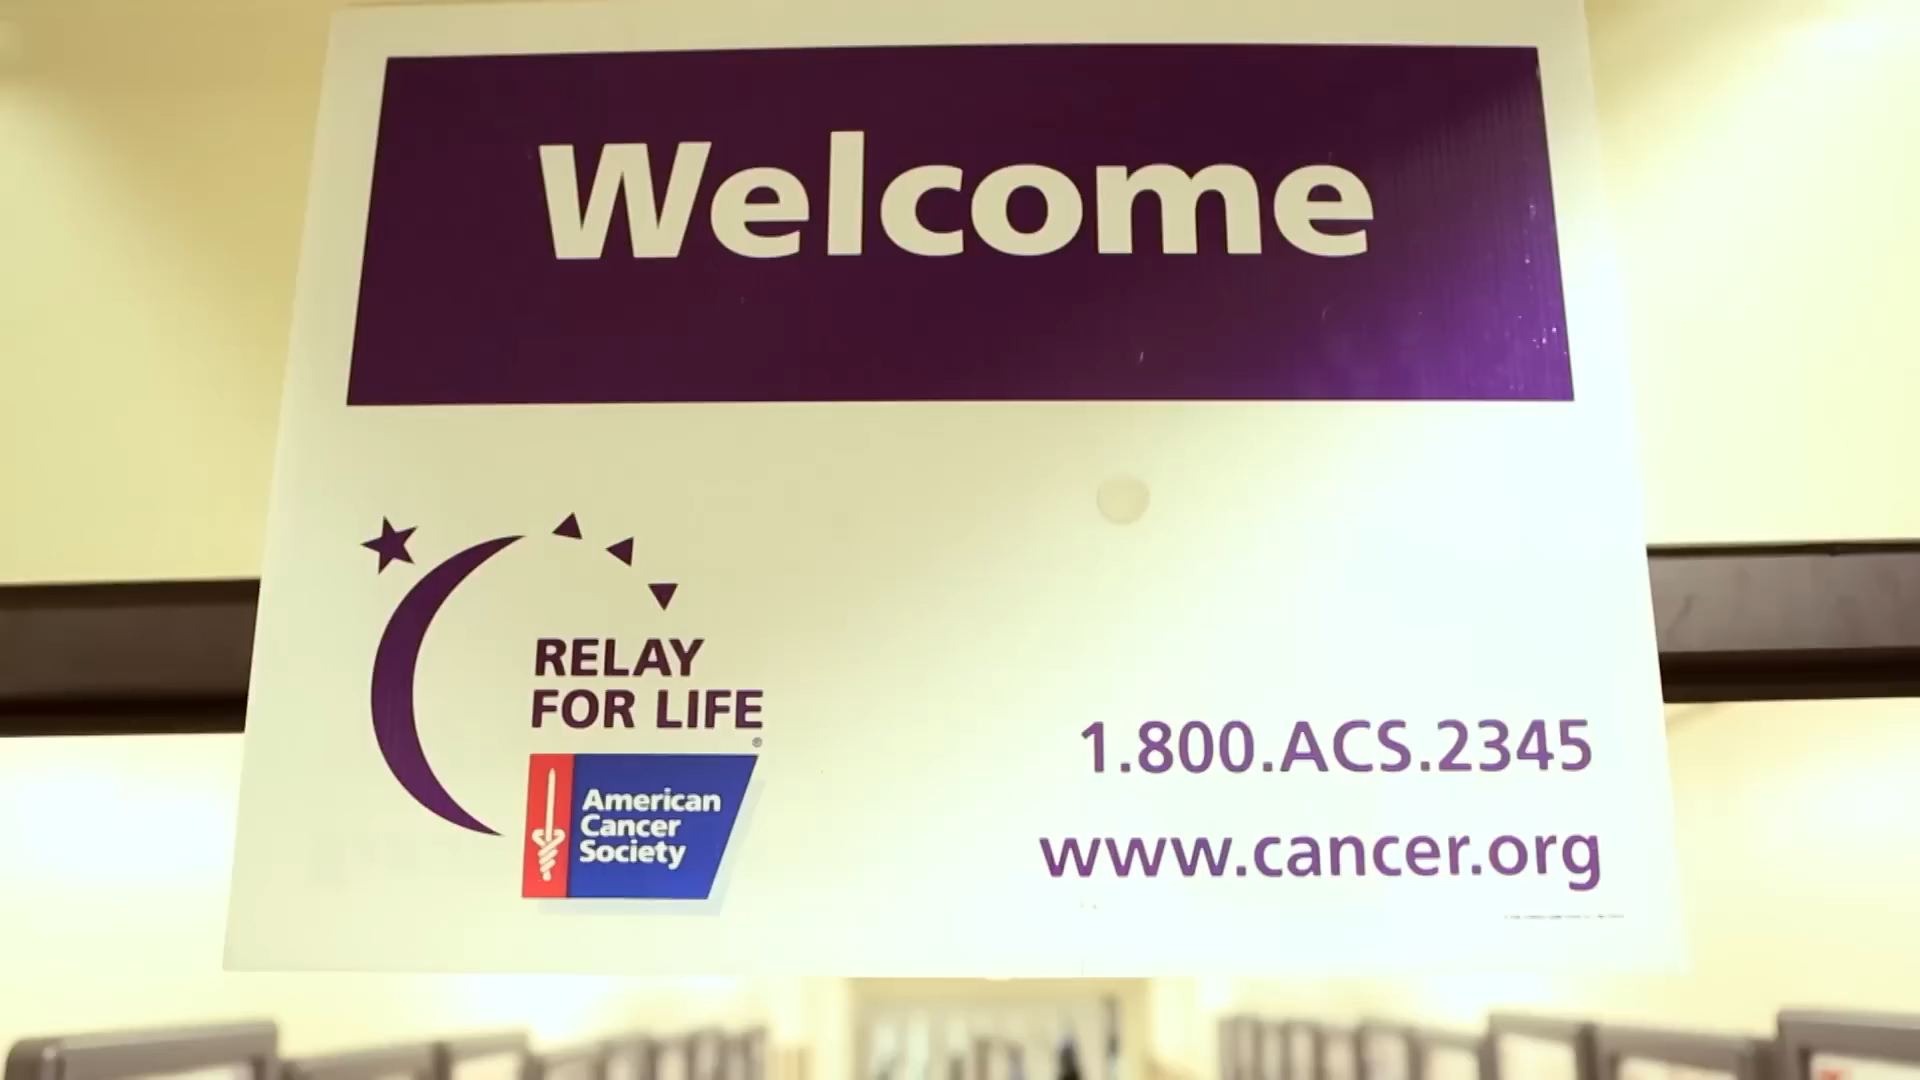 Welcome
RELAY
FOR LIFE
®
American
Cancer
Society
1.800.ACS.2345
www.cancer.org